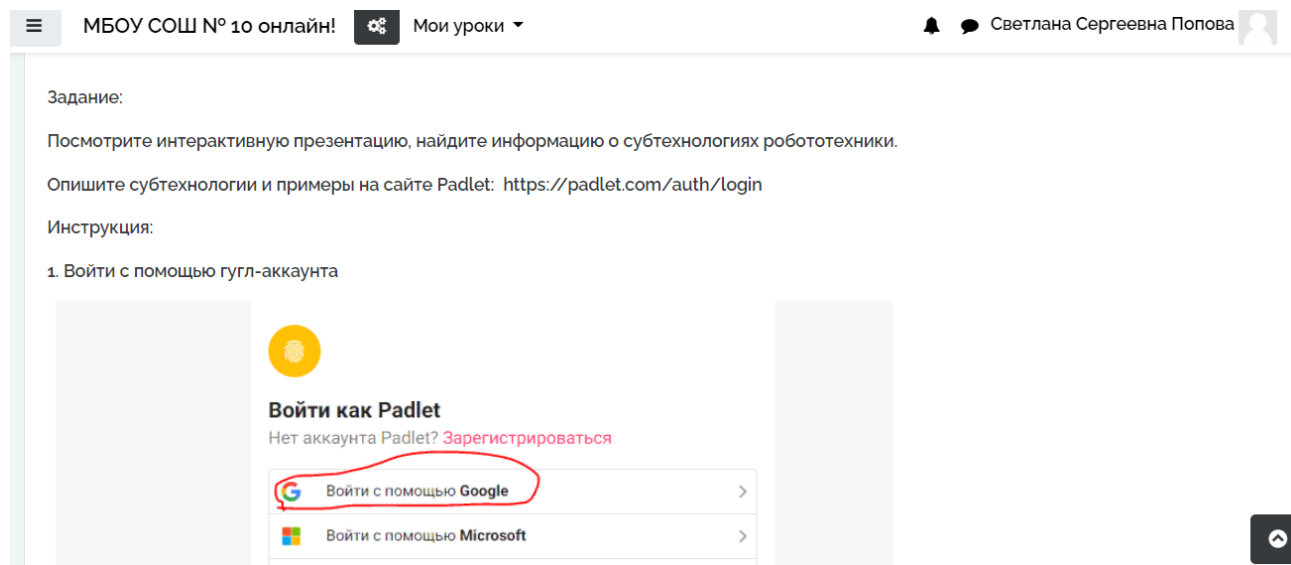 МБОУ СОШ № 10 онлайн! Мои уроки Светлана Сергеевна Попова
Задание:
Посмотрите интерактивную презентацию, найдите информацию о субтехнологиях робототехники.
Опишите субтехнологии и примеры на сайте Padlet: https://padlet.com/auth/login
Инструкция:
1. Войти с помощью гугл-аккаунта
Войти как Padlet
Нет аккаунта Padlet? Зарегистрироваться
Войти с помощью Google
Войти с помощью Microsoft